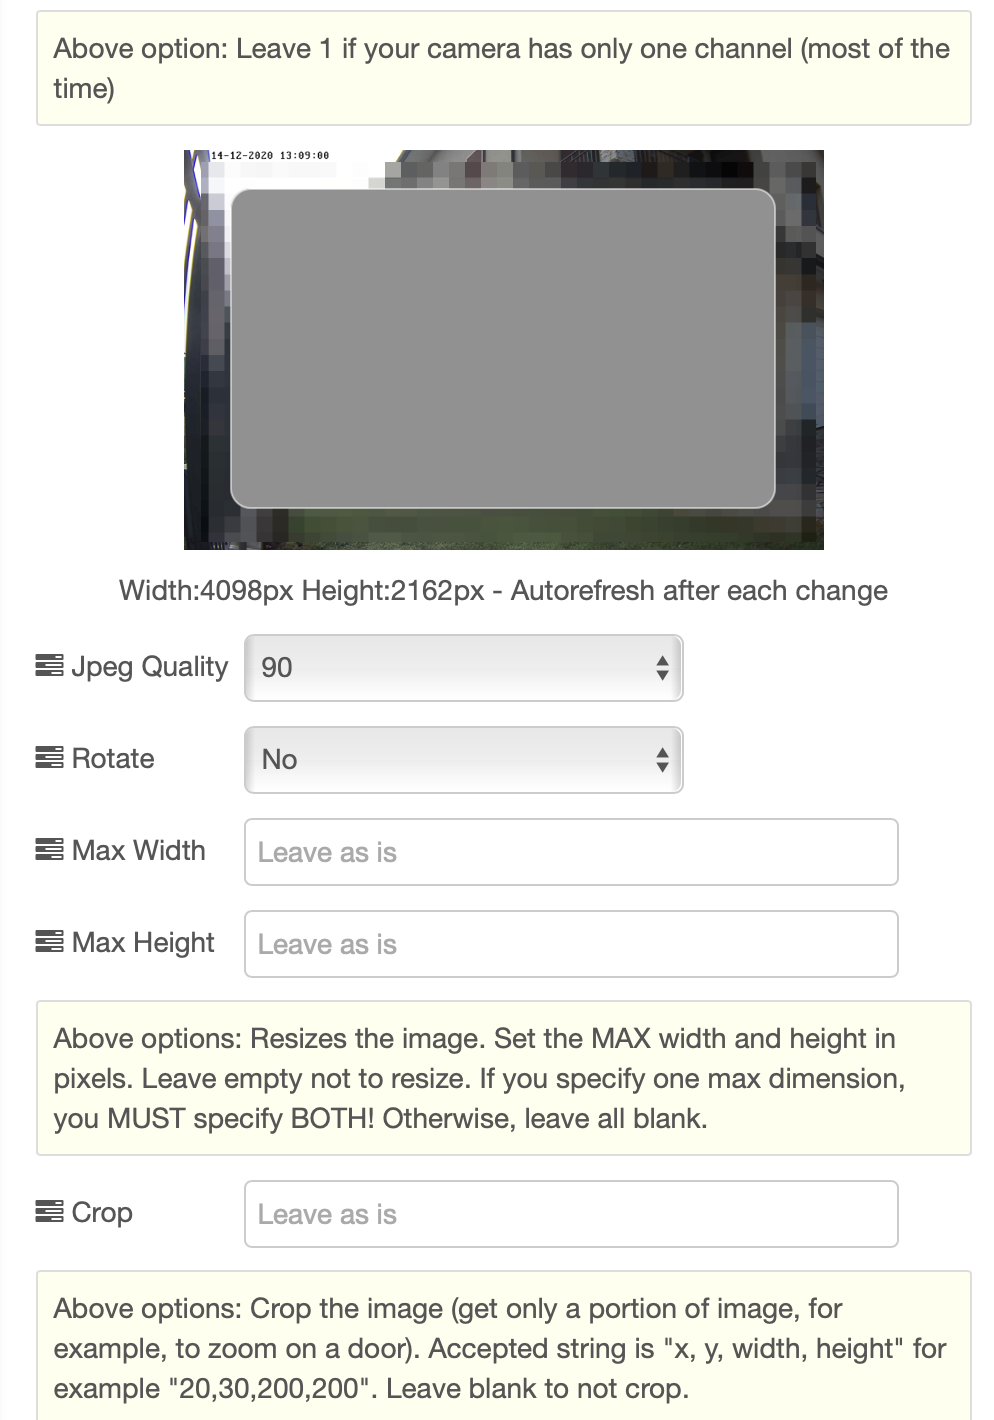 Above option: Leave 1 if your camera has only one channel (most of the
time)
14-12-2020 13:09:00
Width:4098px Height:2162px - Autorefresh after each change
Jpeg Quality 90
Rotate No
Max Width Leave as is
Max Height Leave as is
Above options: Resizes the image. Set the MAX width and height in
pixels. Leave empty not to resize. If you specify one max dimension,
you MUST specify BOTH! Otherwise, leave all blank.
Crop Leave as is
Above options: Crop the image (get only a portion of image, for
example, to zoom on a door). Accepted string is "x, y, width, height" for
example "20,30,200,200". Leave blank to not crop.